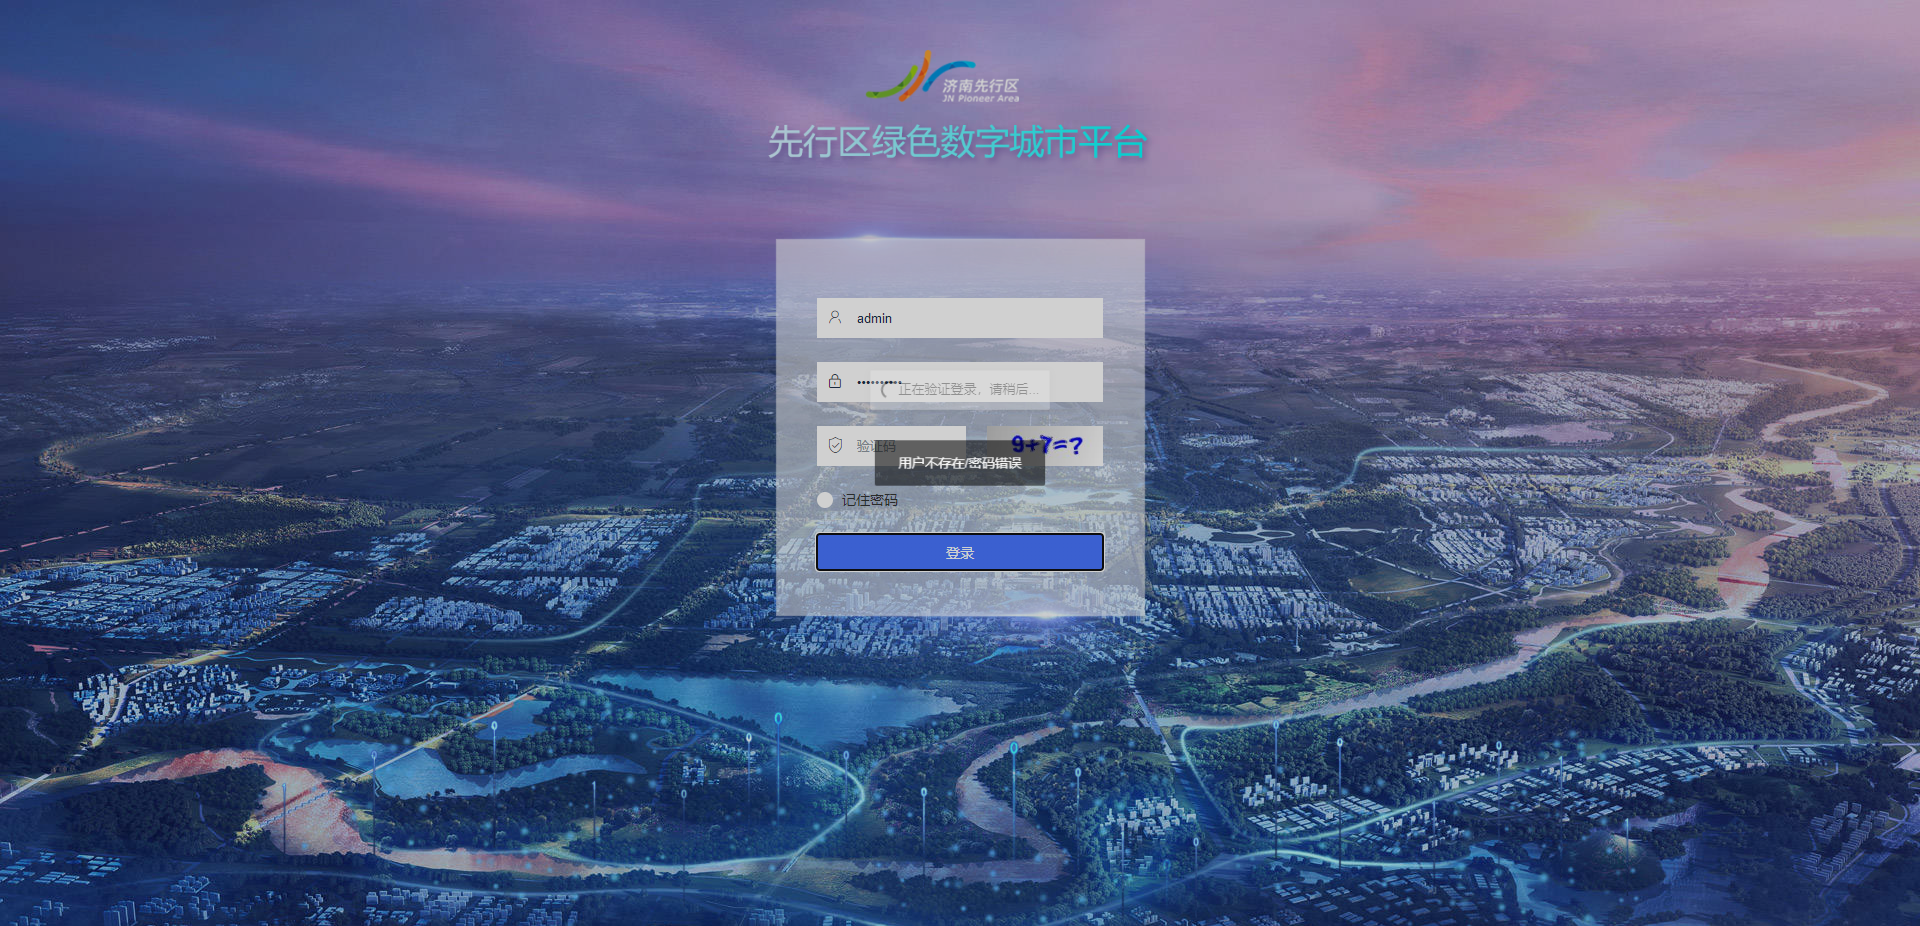 济南先行区
JN Pioneer Area
先行区绿色数字城市平台
admin
正在验证登录，请稍后...
验证码
9+7=?
用户不存在/密码错误
记住密码
登录